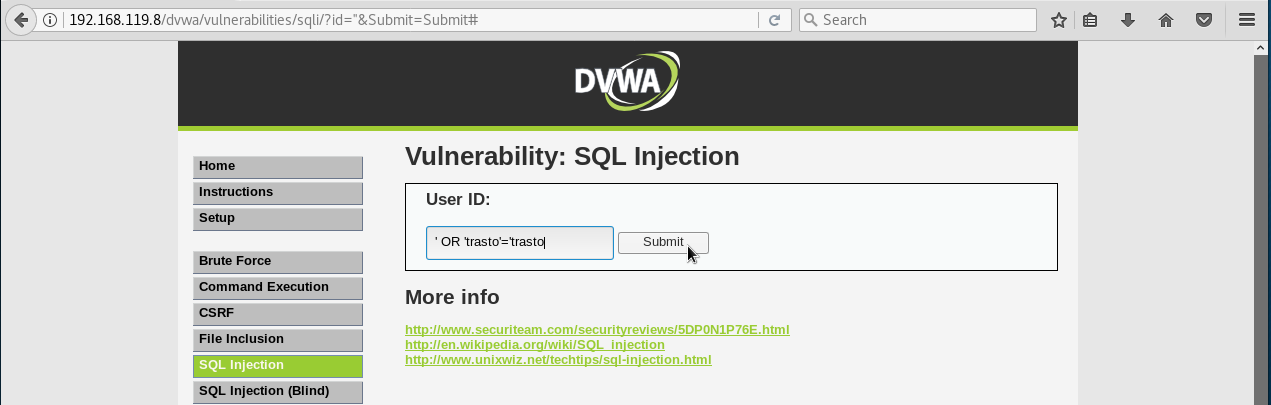 192.168.119.8/dvwa/vulnerabilities/sqli/?id="&Submit=Submit#
Search
DVWA
Home
Instructions
Setup
Brute Force
Command Execution
CSRF
File Inclusion
SQL Injection
SQL Injection (Blind)
Vulnerability: SQL Injection
User ID:
' OR 'trasto'='trasto
Submit
More info
http://www.securiteam.com/securityreviews/5DP0N1P76E.html
http://en.wikipedia.org/wiki/SQL_injection
http://www.unixwiz.net/techtips/sql-injection.html